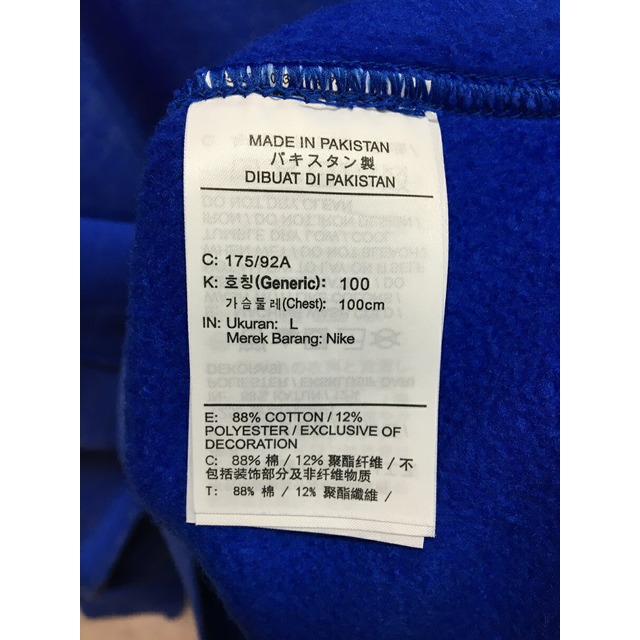 MADE IN PAKISTAN
パキスタン製
DIBUAT DI PAKISTAN
C: 175/92A
K: 호칭(Generic): 100
가슴둘레(Chest): 100cm
IN: Ukuran: L
Merek Barang: Nike
E: 88% COTTON / 12%
POLYESTER / EXCLUSIVE OF
DECORATION
C: 88% 棉 / 12% 聚酯纤维 / 不
包括装饰部分及非纤维物质
T: 88% 棉 / 12% 聚酯纖維 /